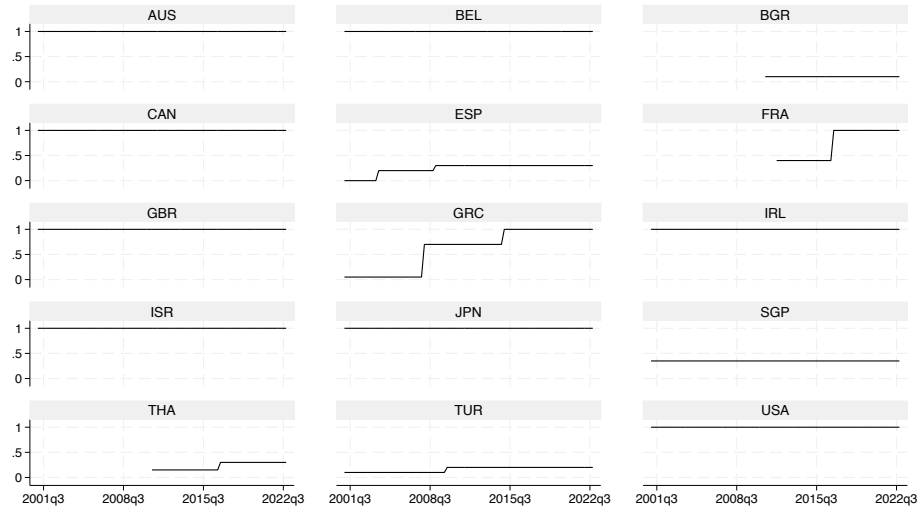 AUS BEL BGR
1
.5
0
CAN ESP FRA
1
.5
0
GBR GRC IRL
1
.5
0
ISR JPN SGP
1
.5
0
THA TUR USA
1
.5
0
2001q3 2008q3 2015q3 2022q3 2001q3 2008q3 2015q3 2022q3 2001q3 2008q3 2015q3 2022q3